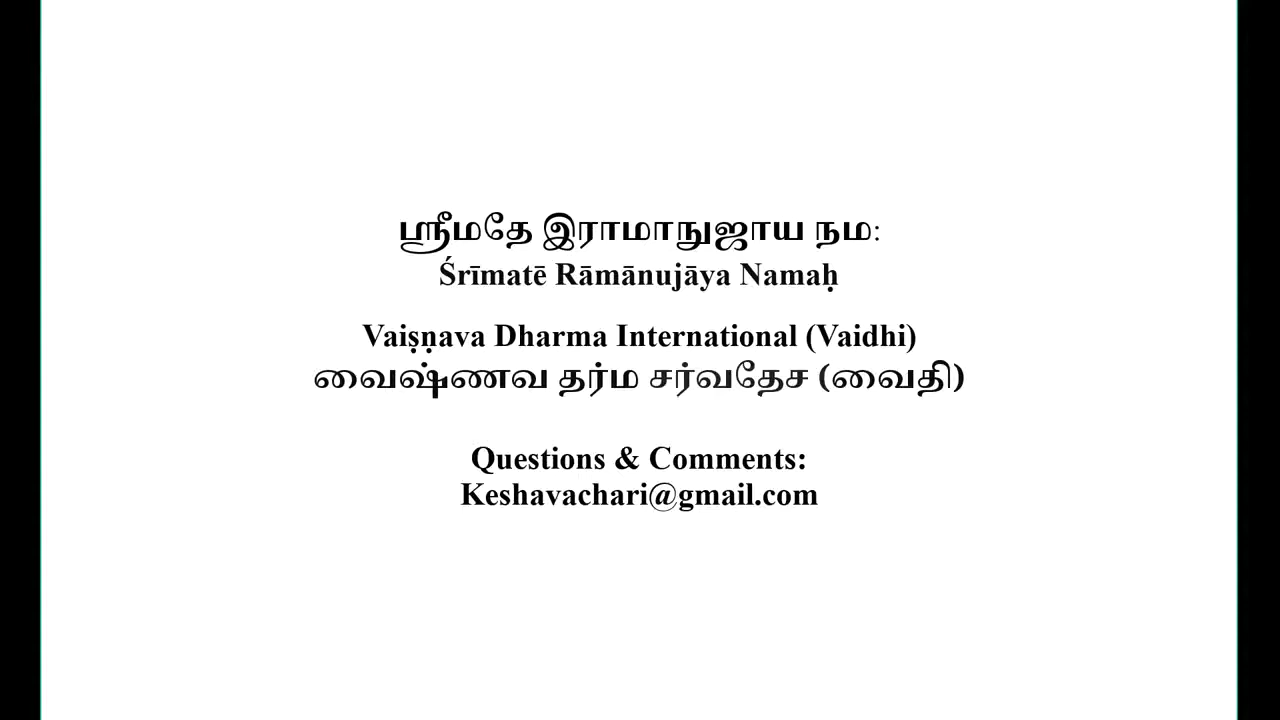 ஸ்ரீமதே இராமாநுஜாய நம:
Śrīmatē Rāmānujāya Namaḥ
Vaiṣṇava Dharma International (Vaidhi)
வைஷ்ணவ தர்ம சர்வதேச (வைதி)
Questions & Comments:
Keshavachari@gmail.com